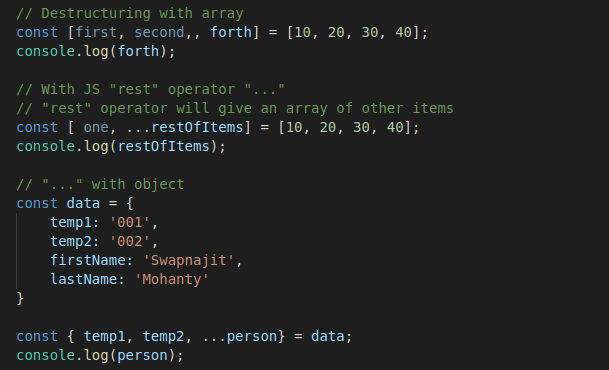 // Destructuring with array
const [first, second,, forth] = [10, 20, 30, 40];
console.log(forth);
// With JS "rest" operator "..."
// "rest" operator will give an array of other items
const [ one, ...restOfItems] = [10, 20, 30, 40];
console.log(restOfItems);
// "..." with object
const data = {
    temp1: '001',
    temp2: '002',
    firstName: 'Swapnajit',
    lastName: 'Mohanty'
}
const { temp1, temp2, ...person} = data;
console.log(person);